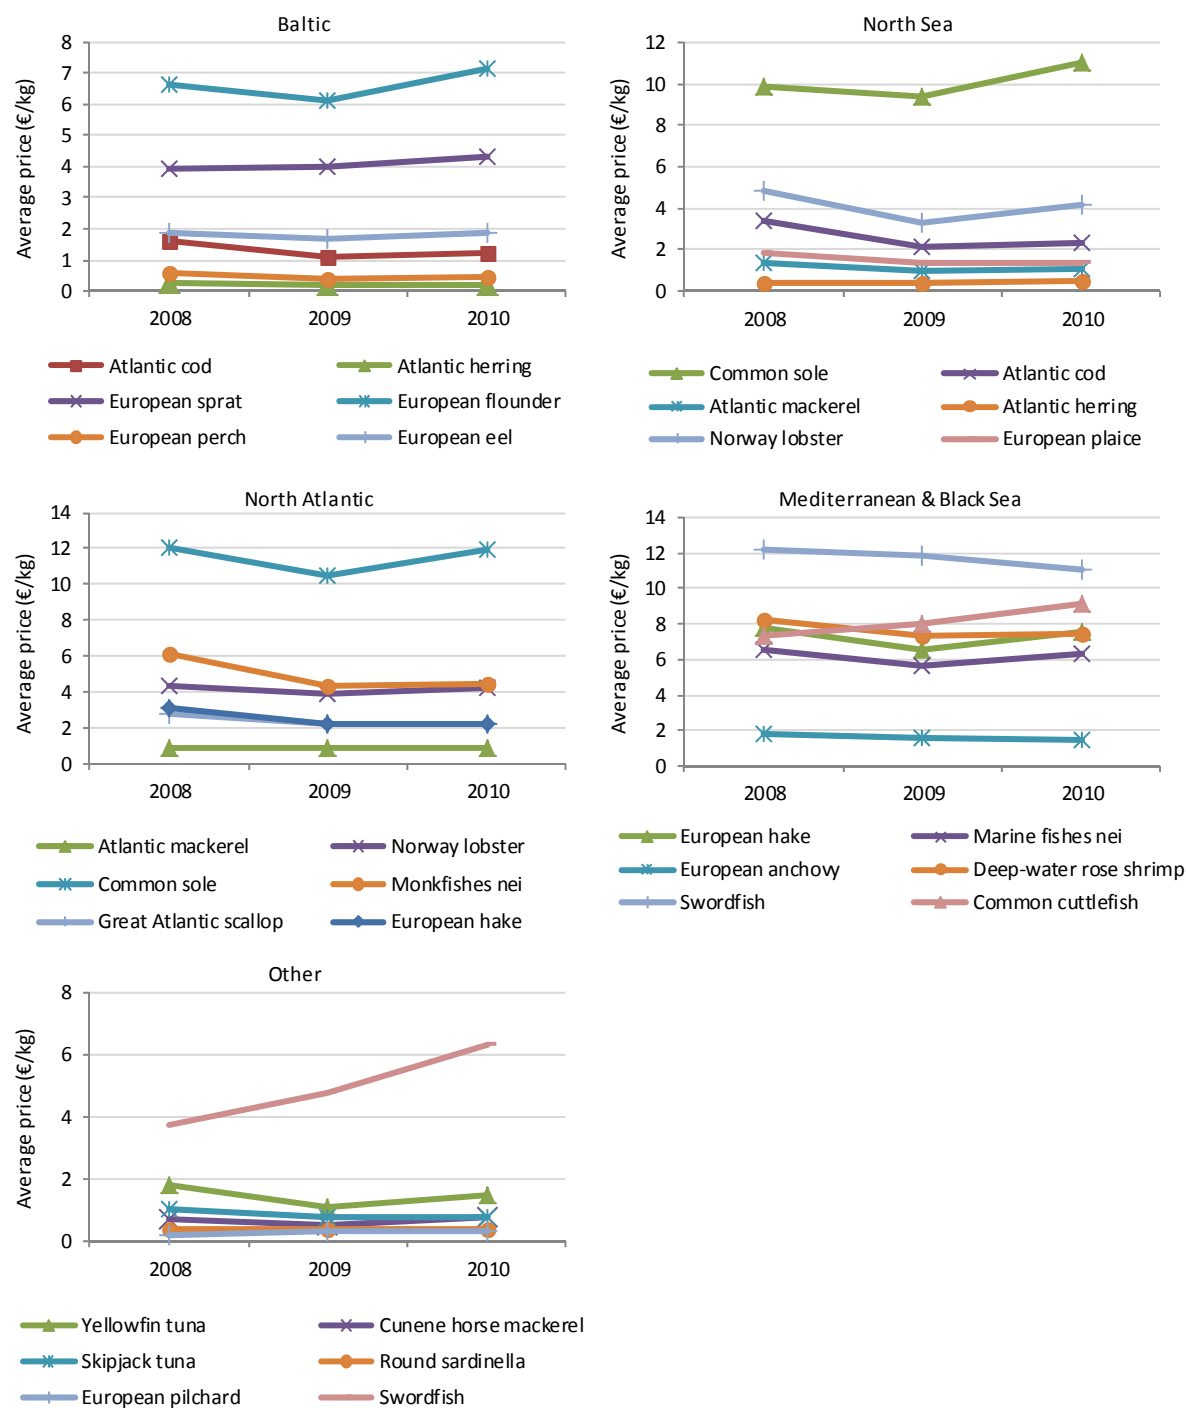 Baltic
Average price (€/kg)
8
7
6
5
4
3
2
1
0
2008 2009 2010
Atlantic cod Atlantic herring
European sprat European flounder
European perch European eel
North Sea
Average price (€/kg)
12
10
8
6
4
2
0
2008 2009 2010
Common sole Atlantic cod
Atlantic mackerel Atlantic herring
Norway lobster European plaice
North Atlantic
Average price (€/kg)
14
12
10
8
6
4
2
0
2008 2009 2010
Atlantic mackerel Norway lobster
Common sole Monkfishes nei
Great Atlantic scallop European hake
Mediterranean & Black Sea
Average price (€/kg)
14
12
10
8
6
4
2
0
2008 2009 2010
European hake Marine fishes nei
European anchovy Deep-water rose shrimp
Swordfish Common cuttlefish
Other
Average price (€/kg)
8
6
4
2
0
2008 2009 2010
Yellowfin tuna Cunene horse mackerel
Skipjack tuna Round sardinella
European pilchard Swordfish